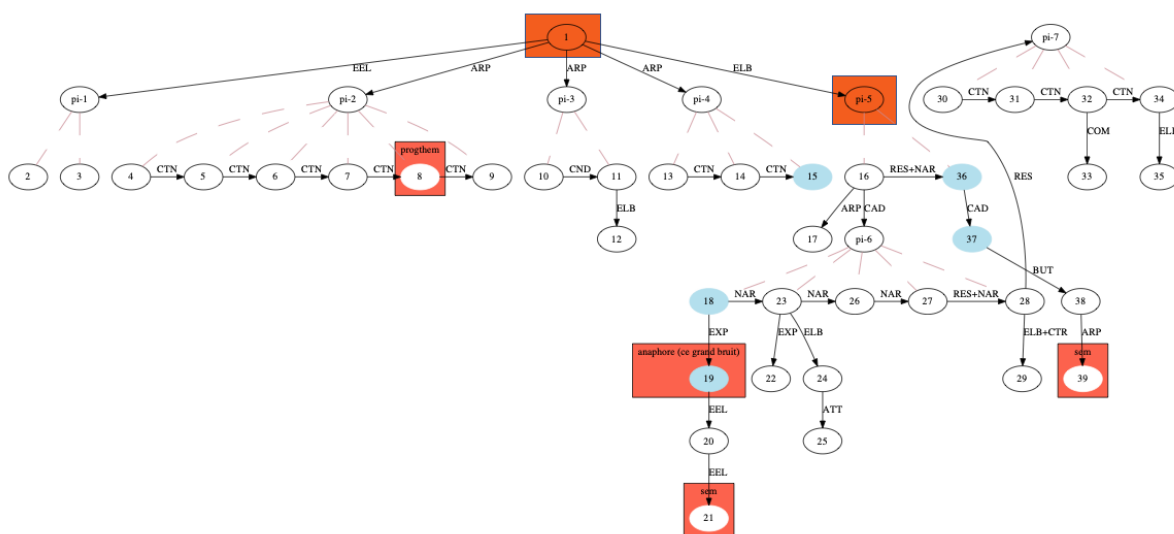 1 pi-7
EEL ARP ARP ARP ELB
pi-1 pi-2 pi-3 pi-4 pi-5 30 CTN 31 CTN 32 CTN 34
COM
progthem
2 3 4 CTN 5 CTN 6 CTN 7 CTN 8 CTN 9 10 CND 11 13 CTN 14 CTN 15 16 RES+NAR 36 RES 33 35
ELB ARP CAD CAD
12 17 pi-6 37
BUT
18 NAR 23 NAR 26 NAR 27 RES+NAR 28 38
EXP EXP ELB ELB+CTR ARP
anaphore (ce grand bruit) sem
19 22 24 29 39
EEL ATT
20 25
EEL
sem
21